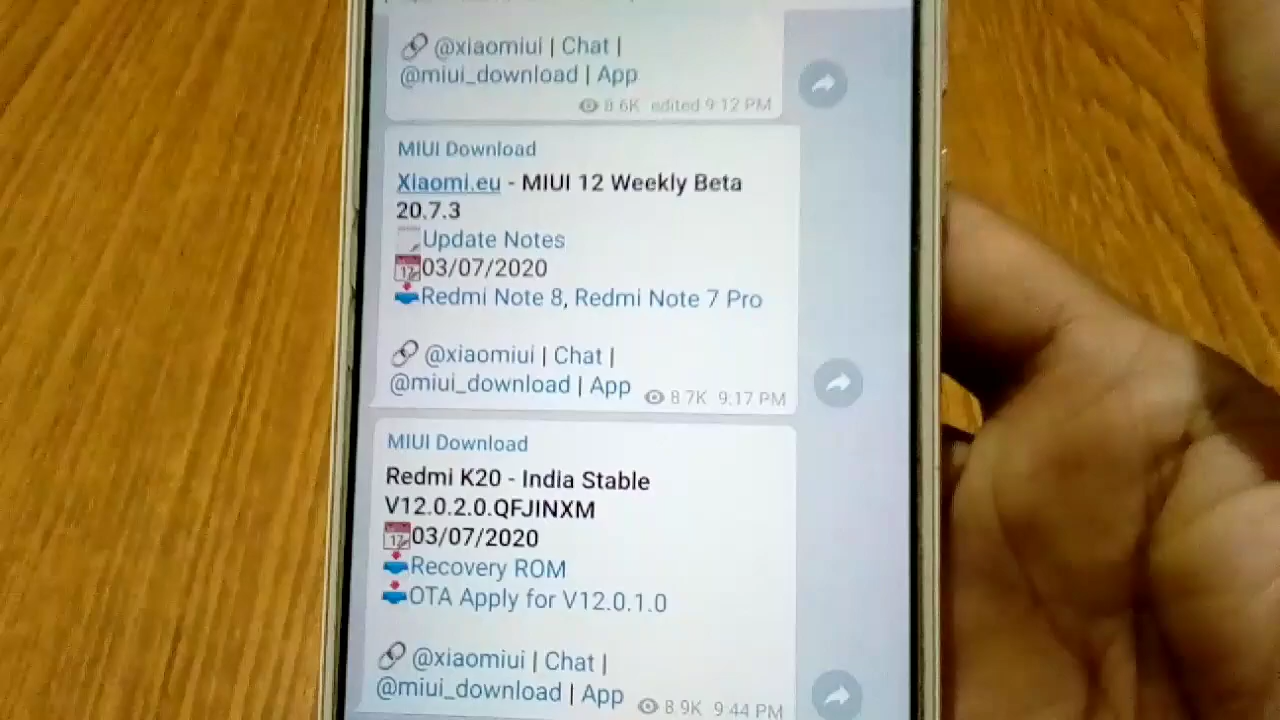 @xiaomiui | Chat |
@miui_download | App
8.6K edited 9:12 PM
MIUI Download
Xiaomi.eu - MIUI 12 Weekly Beta
20.7.3
Update Notes
03/07/2020
Redmi Note 8, Redmi Note 7 Pro
@xiaomiui | Chat |
@miui_download | App
8.7K 9:17 PM
MIUI Download
Redmi K20 - India Stable
V12.0.2.0.QFJINXM
03/07/2020
Recovery ROM
OTA Apply for V12.0.1.0
@xiaomiui | Chat |
@miui_download | App
8.9K 9:44 PM